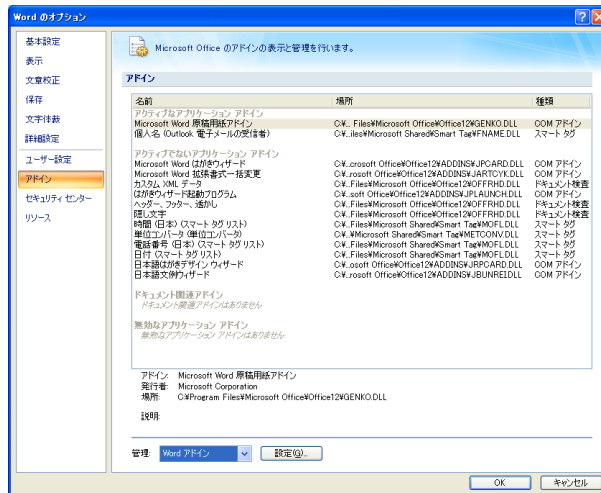 Word のオプション
基本設定
表示
文章校正
保存
文字体裁
詳細設定
ユーザー設定
アドイン
セキュリティ センター
リソース
Microsoft Office のアドインの表示と管理を行います。
アドイン
名前 場所 種類
アクティブなアプリケーション アドイン
Microsoft Word 原稿用紙アドイン C:¥... Files¥Microsoft Office¥Office12¥GENKO.DLL COM アドイン
個人名 (Outlook 電子メールの受信者) C:¥...iles¥Microsoft Shared¥Smart Tag¥FNAME.DLL スマート タグ
アクティブでないアプリケーション アドイン
Microsoft Word はがきウィザード C:¥...crosoft Office¥Office12¥ADDINS¥JPCARD.DLL COM アドイン
Microsoft Word 拡張書式一括変更 C:¥...rosoft Office¥Office12¥ADDINS¥JARTCYK.DLL COM アドイン
カスタム XML データ C:¥...Files¥Microsoft Office¥Office12¥OFFRHD.DLL ドキュメント検査
はがきウィザード起動プログラム C:¥...soft Office¥Office12¥ADDINS¥JPLAUNCH.DLL COM アドイン
ヘッダー、フッター、透かし C:¥...Files¥Microsoft Office¥Office12¥OFFRHD.DLL ドキュメント検査
隠し文字 C:¥...Files¥Microsoft Office¥Office12¥OFFRHD.DLL ドキュメント検査
時間 (日本) (スマート タグ リスト) C:¥...Files¥Microsoft Shared¥Smart Tag¥MOFL.DLL スマート タグ
単位コンバータ (単位コンバータ) C:¥...¥Microsoft Shared¥Smart Tag¥METCONV.DLL スマート タグ
電話番号 (日本) (スマート タグ リスト) C:¥...Files¥Microsoft Shared¥Smart Tag¥MOFL.DLL スマート タグ
日付 (スマート タグ リスト) C:¥...Files¥Microsoft Shared¥Smart Tag¥MOFL.DLL スマート タグ
日本語はがきデザイン ウィザード C:¥...osoft Office¥Office12¥ADDINS¥JRPCARD.DLL COM アドイン
日本語文例ウィザード C:¥...rosoft Office¥Office12¥ADDINS¥JBUNREI.DLL COM アドイン
ドキュメント関連アドイン
ドキュメント関連アドインはありません
無効なアプリケーション アドイン
無効なアプリケーション アドインはありません
アドイン: Microsoft Word 原稿用紙アドイン
発行者: Microsoft Corporation
場所: C:¥Program Files¥Microsoft Office¥Office12¥GENKO.DLL
説明:
管理: Word アドイン 設定(G)...
OK キャンセル